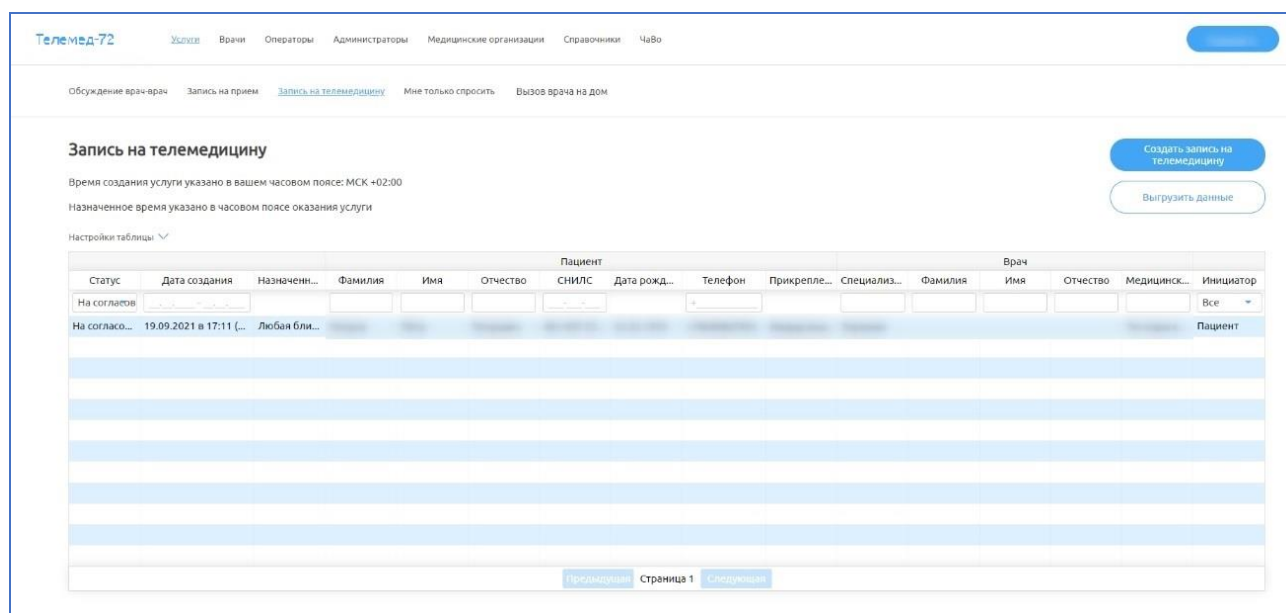 Телемед-72 Услуги Врачи Операторы Администраторы Медицинские организации Справочники ЧаВо
Обсуждение врач-врач Запись на прием Запись на телемедицину Мне только спросить Вызов врача на дом
Запись на телемедицину
Создать запись на
телемедицину
Время создания услуги указано в вашем часовом поясе: МСК +02:00
Выгрузить данные
Назначенное время указано в часовом поясе оказания услуги
Настройки таблицы
Пациент Врач
Статус Дата создания Назначенн... Фамилия Имя Отчество СНИЛС Дата рожд... Телефон Прикрепле... Специализ... Фамилия Имя Отчество Медицинск... Инициатор
На согласов Все
На согласо... 19.09.2021 в 17:11 (... Любая бли... Пациент
Предыдущая Страница 1 Следующая